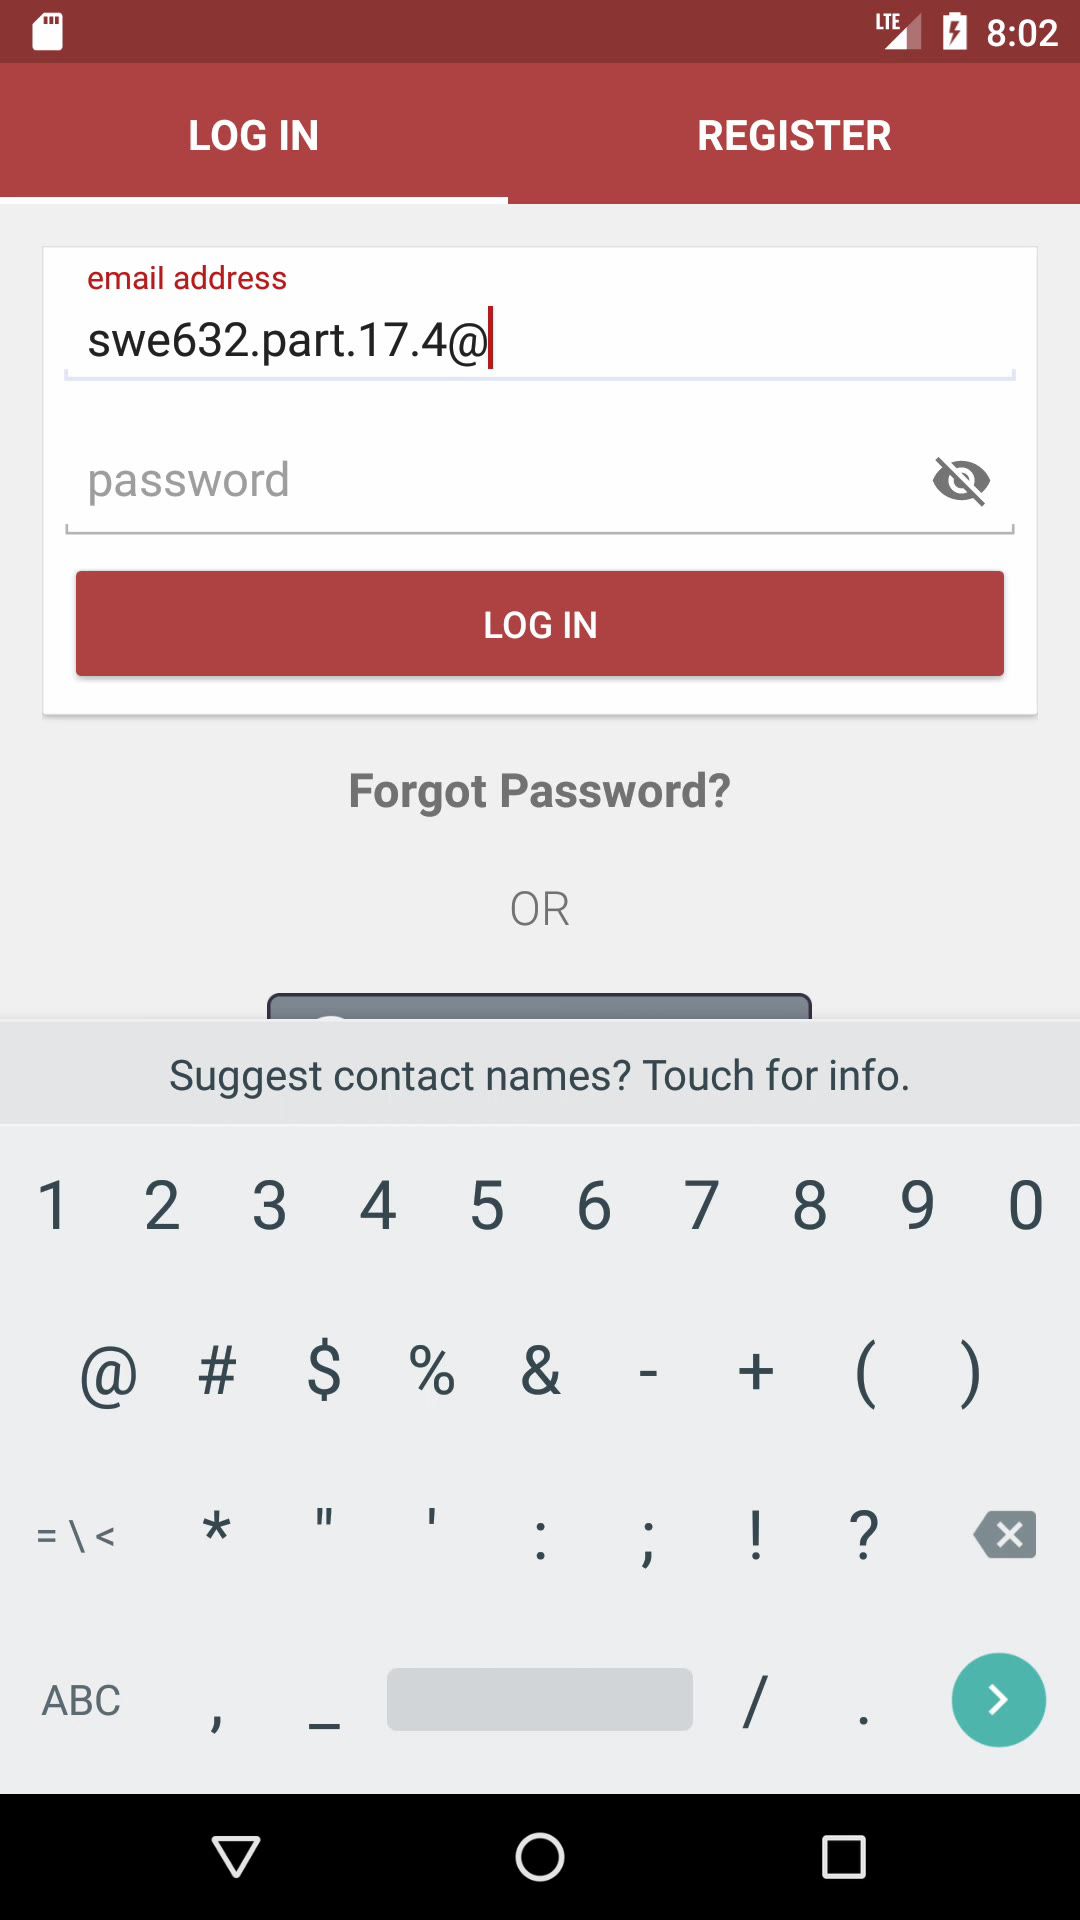 LTE 8:02
LOG IN REGISTER
email address
swe632.part.17.4@
password
LOG IN
Forgot Password?
OR
Suggest contact names? Touch for info.
1 2 3 4 5 6 7 8 9 0
@ # $ % & - + ( )
= \ < * " ' : ; ! ?
ABC , _ / .